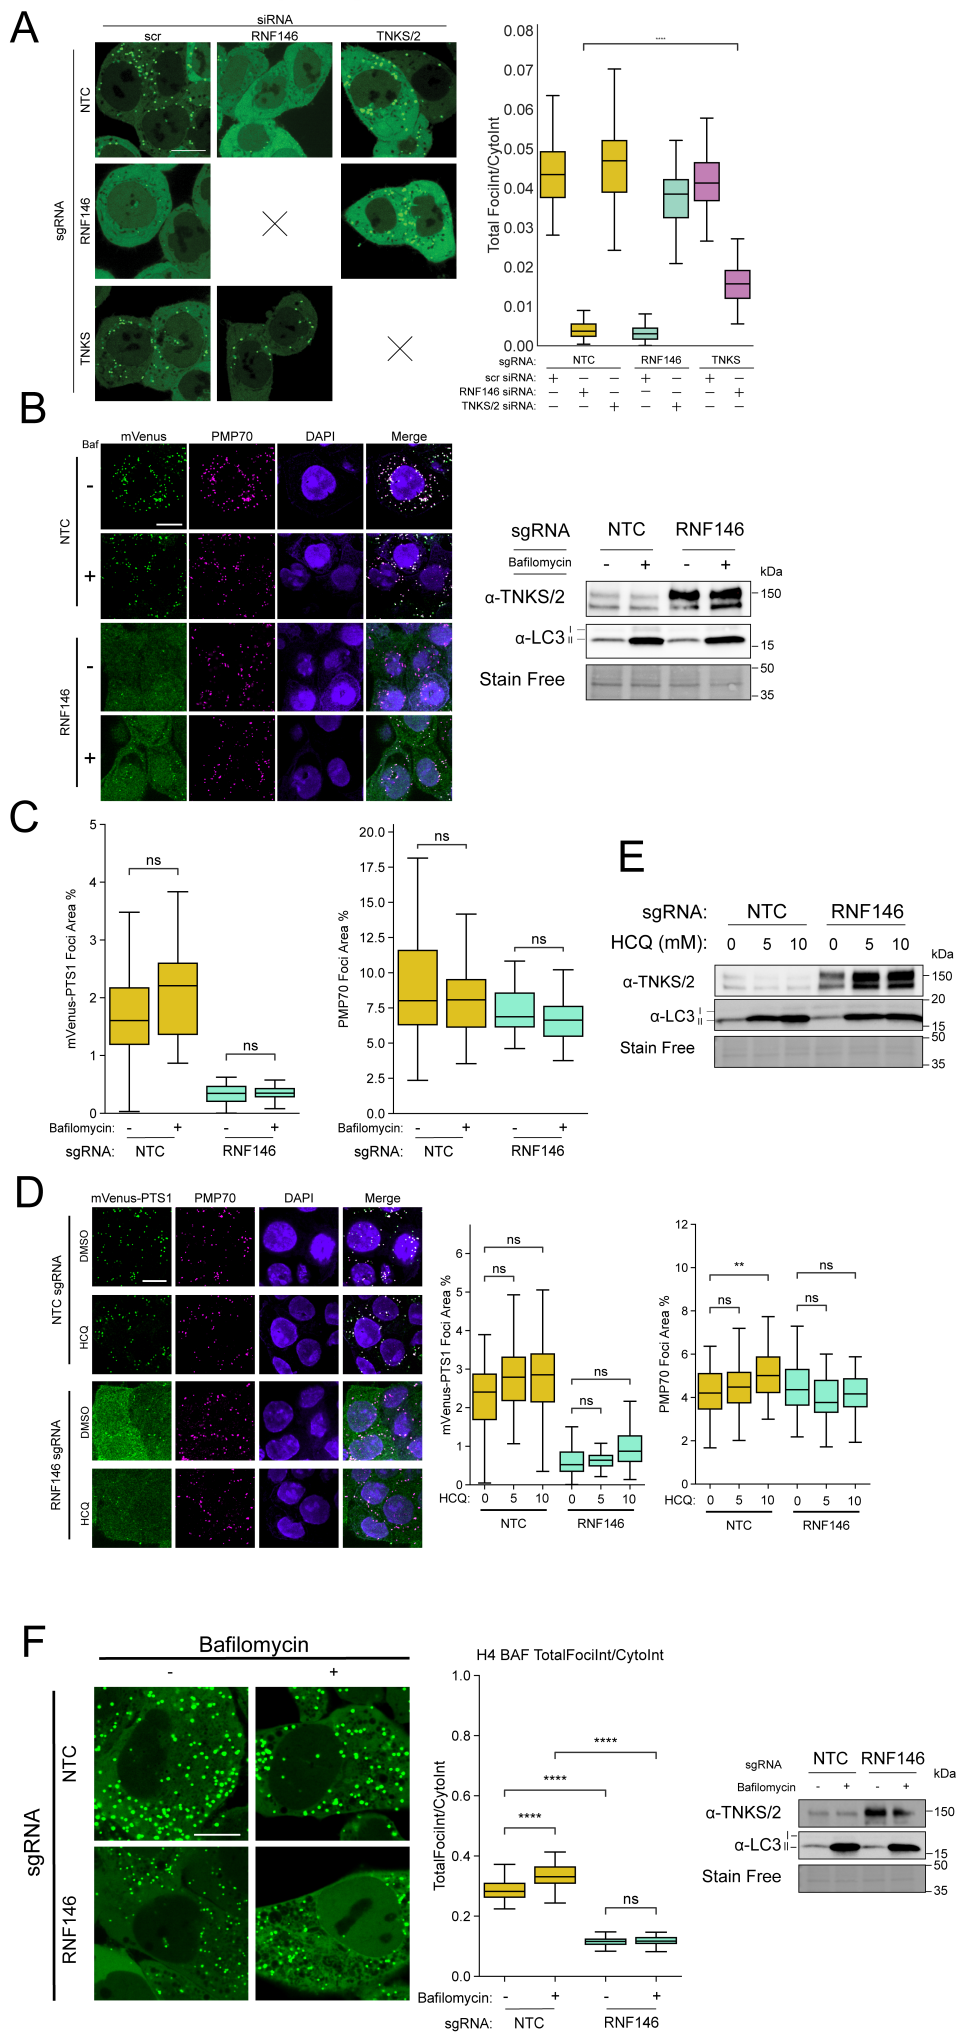 A
siRNA
scr RNF146 TNKS/2
sgRNA
NTC
RNF146
TNKS
Total FociInt/CytoInt
0.08
0.07
0.06
0.05
0.04
0.03
0.02
0.01
0.00
****
sgRNA: NTC RNF146 TNKS
scr siRNA: + – – + – + –
RNF146 siRNA: – + – – – – +
TNKS/2 siRNA: – – + – + – –
B
Baf mVenus PMP70 DAPI Merge
NTC
-
+
RNF146
-
+
sgRNA NTC RNF146
Bafilomycin - + - +
kDa
α-TNKS/2 150
α-LC3 I II 15
Stain Free 50
35
C
mVenus-PTS1 Foci Area %
5
4
3
2
1
0
ns
ns
Bafilomycin: - + - +
sgRNA: NTC RNF146
PMP70 Foci Area %
20.0
17.5
15.0
12.5
10.0
7.5
5.0
2.5
0.0
ns
ns
Bafilomycin: - + - +
sgRNA: NTC RNF146
E
sgRNA: NTC RNF146
HCQ (mM): 0 5 10 0 5 10
kDa
α-TNKS/2 150
20
α-LC3 I II 15
Stain Free 50
35
D
mVenus-PTS1 PMP70 DAPI Merge
NTC sgRNA
DMSO
HCQ
RNF146 sgRNA
DMSO
HCQ
mVenus-PTS1 Foci Area %
6
5
4
3
2
1
0
ns
ns
ns
ns
HCQ: 0 5 10 0 5 10
NTC RNF146
PMP70 Foci Area %
12
10
8
6
4
2
0
**
ns
ns
ns
HCQ: 0 5 10 0 5 10
NTC RNF146
F
Bafilomycin
- +
sgRNA
NTC
RNF146
H4 BAF TotalFociInt/CytoInt
TotalFociInt/CytoInt
1.0
0.8
0.6
0.4
0.2
0.0
****
****
****
ns
Bafilomycin: - + - +
sgRNA: NTC RNF146
sgRNA NTC RNF146
Bafilomycin - + - +
kDa
α-TNKS/2 150
α-LC3 I II 15
Stain Free 50
35